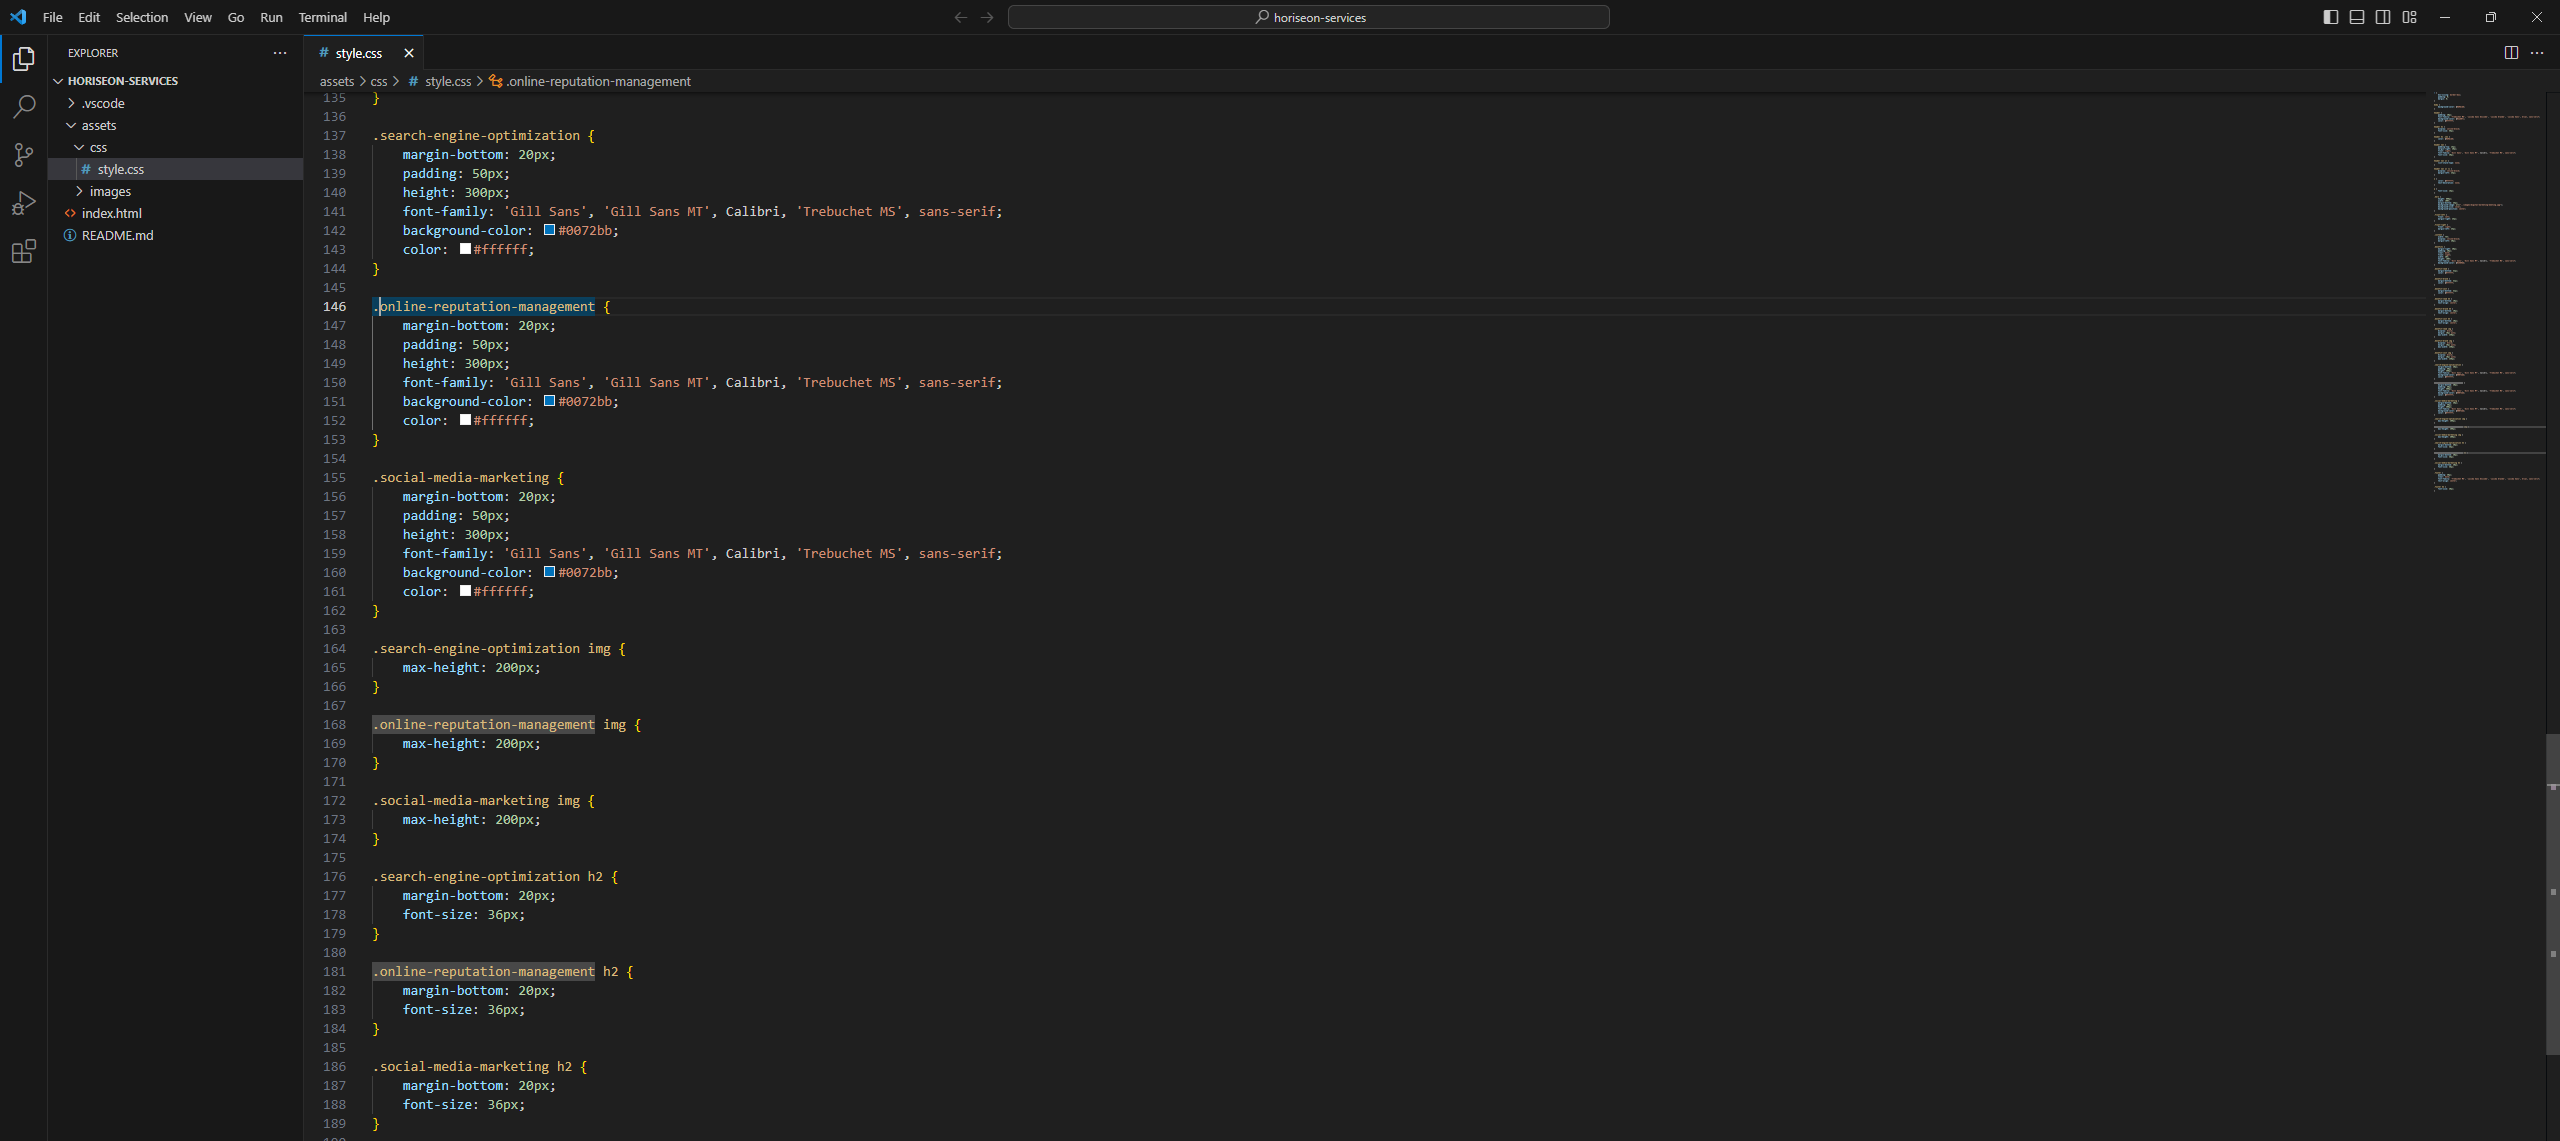 File Edit Selection View Go Run Terminal Help
horiseon-services
EXPLORER
HORISEON-SERVICES
.vscode
assets
css
# style.css
images
<> index.html
README.md
# style.css
assets > css > # style.css > .online-reputation-management
135 }
136
137 .search-engine-optimization {
138     margin-bottom: 20px;
139     padding: 50px;
140     height: 300px;
141     font-family: 'Gill Sans', 'Gill Sans MT', Calibri, 'Trebuchet MS', sans-serif;
142     background-color: #0072bb;
143     color: #ffffff;
144 }
145
146 .online-reputation-management {
147     margin-bottom: 20px;
148     padding: 50px;
149     height: 300px;
150     font-family: 'Gill Sans', 'Gill Sans MT', Calibri, 'Trebuchet MS', sans-serif;
151     background-color: #0072bb;
152     color: #ffffff;
153 }
154
155 .social-media-marketing {
156     margin-bottom: 20px;
157     padding: 50px;
158     height: 300px;
159     font-family: 'Gill Sans', 'Gill Sans MT', Calibri, 'Trebuchet MS', sans-serif;
160     background-color: #0072bb;
161     color: #ffffff;
162 }
163
164 .search-engine-optimization img {
165     max-height: 200px;
166 }
167
168 .online-reputation-management img {
169     max-height: 200px;
170 }
171
172 .social-media-marketing img {
173     max-height: 200px;
174 }
175
176 .search-engine-optimization h2 {
177     margin-bottom: 20px;
178     font-size: 36px;
179 }
180
181 .online-reputation-management h2 {
182     margin-bottom: 20px;
183     font-size: 36px;
184 }
185
186 .social-media-marketing h2 {
187     margin-bottom: 20px;
188     font-size: 36px;
189 }